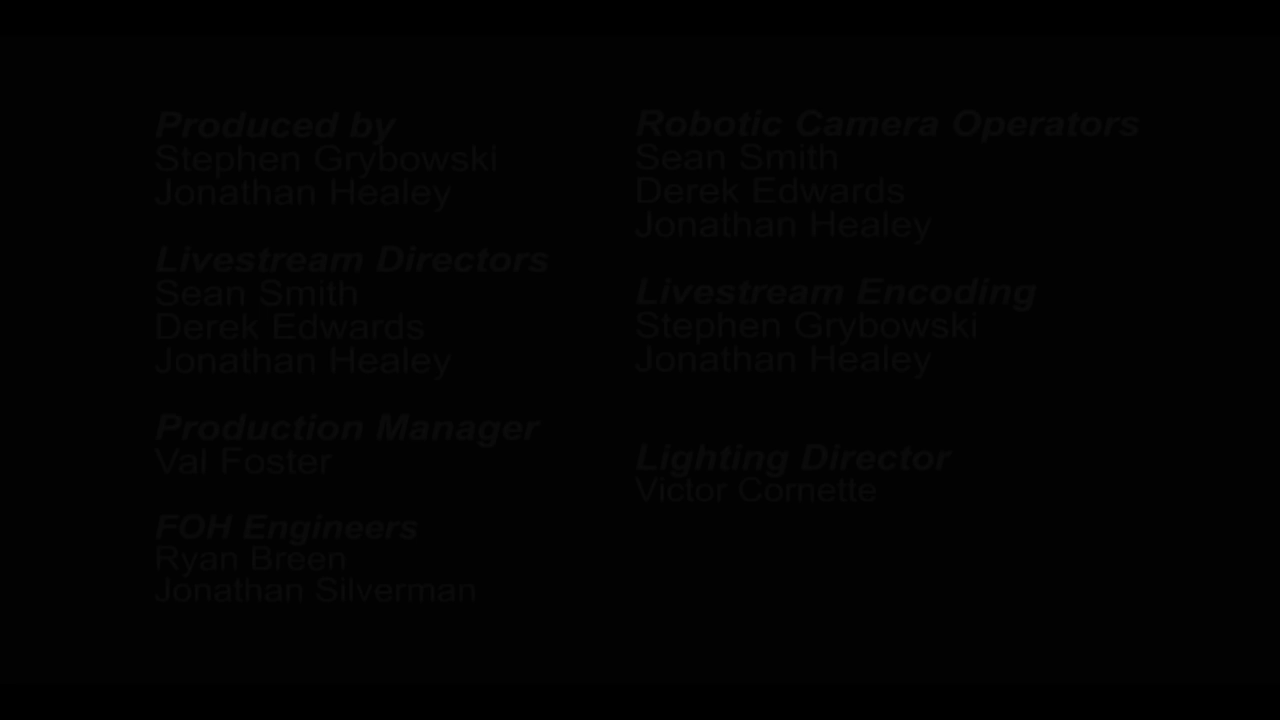 Produced by
Stephen Grybowski
Jonathan Healey
Livestream Directors
Sean Smith
Derek Edwards
Jonathan Healey
Production Manager
Val Foster
FOH Engineers
Ryan Breen
Jonathan Silverman
Robotic Camera Operators
Sean Smith
Derek Edwards
Jonathan Healey
Livestream Encoding
Stephen Grybowski
Jonathan Healey
Lighting Director
Victor Cornette